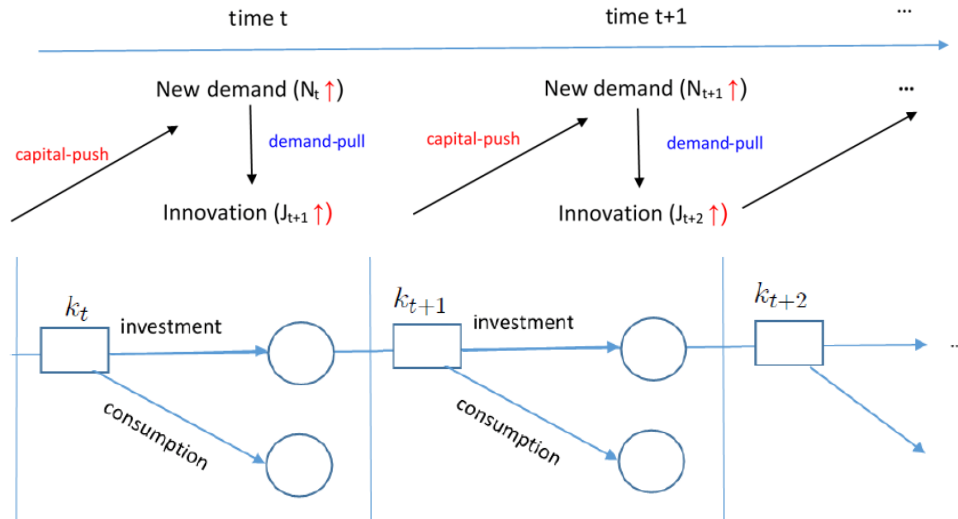 time t time t+1 ...
New demand (Nₜ↑) New demand (Nₜ₊₁↑) ...
capital-push demand-pull capital-push demand-pull
Innovation (Jₜ₊₁↑) Innovation (Jₜ₊₂↑)
kₜ kₜ₊₁ kₜ₊₂
investment investment
...
consumption consumption